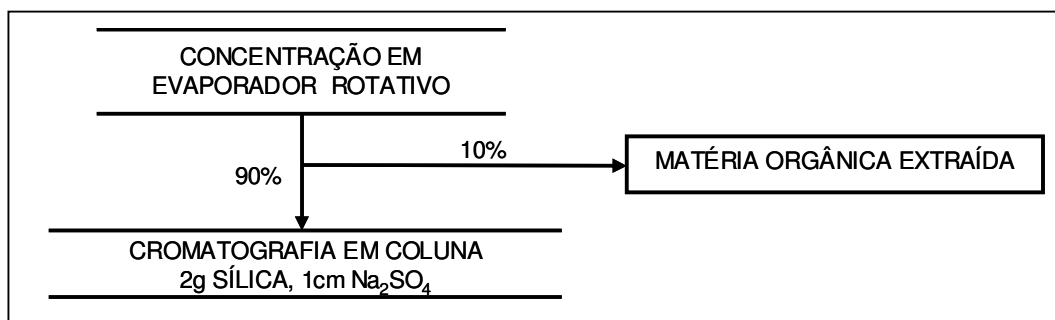 CONCENTRAÇÃO EM
EVAPORADOR ROTATIVO
10%
MATÉRIA ORGÂNICA EXTRAÍDA
90%
CROMATOGRAFIA EM COLUNA
2g SÍLICA, 1cm Na₂SO₄